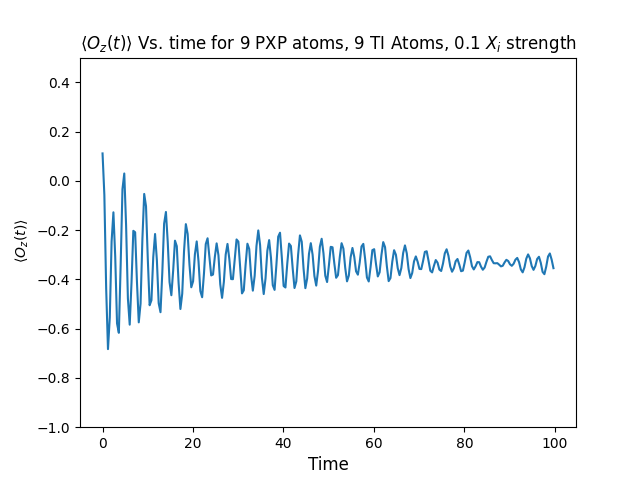 ⟨O_z(t)⟩ Vs. time for 9 PXP atoms, 9 TI Atoms, 0.1 X_i strength
0.4
0.2
0.0
−0.2
−0.4
−0.6
−0.8
−1.0
⟨O_z(t)⟩
0 20 40 60 80 100
Time